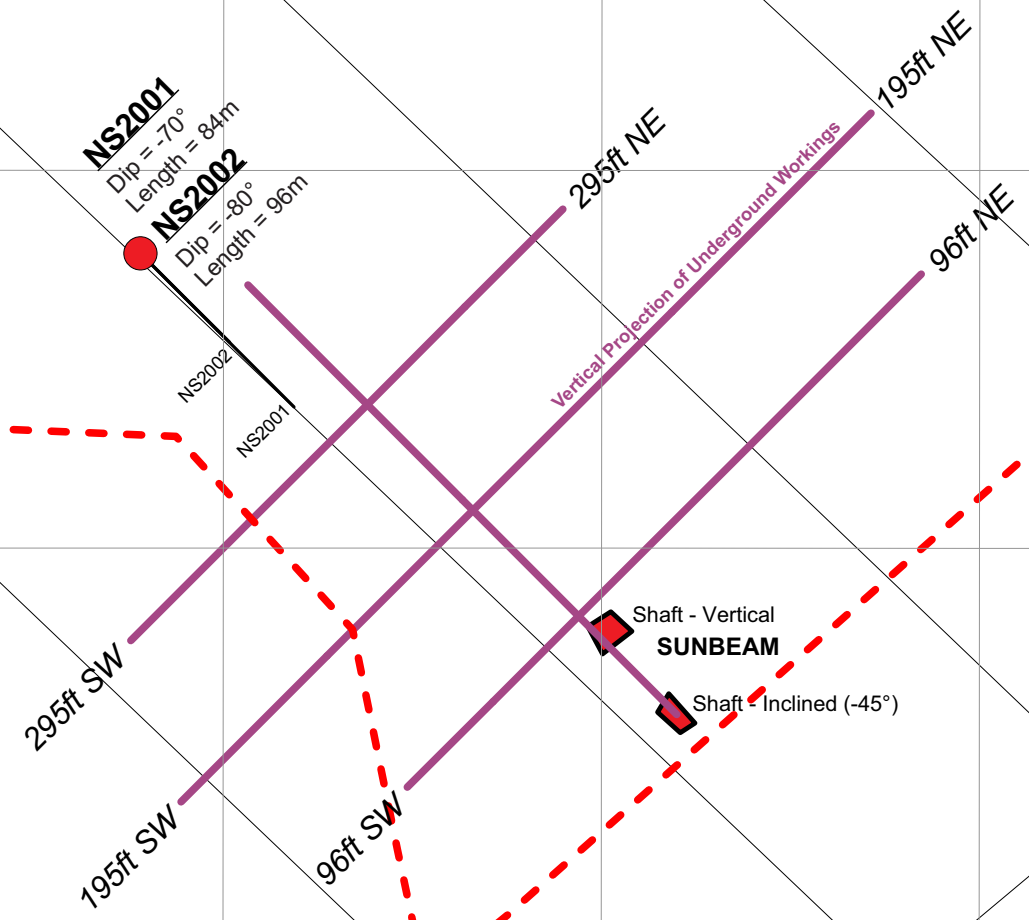 NS2001
Dip = -70°
Length = 84m
NS2002
Dip = -80°
Length = 96m
295ft NE
195ft NE
96ft NE
Vertical Projection of Underground Workings
NS2002
NS2001
Shaft - Vertical
SUNBEAM
Shaft - Inclined (-45°)
295ft SW
195ft SW
96ft SW